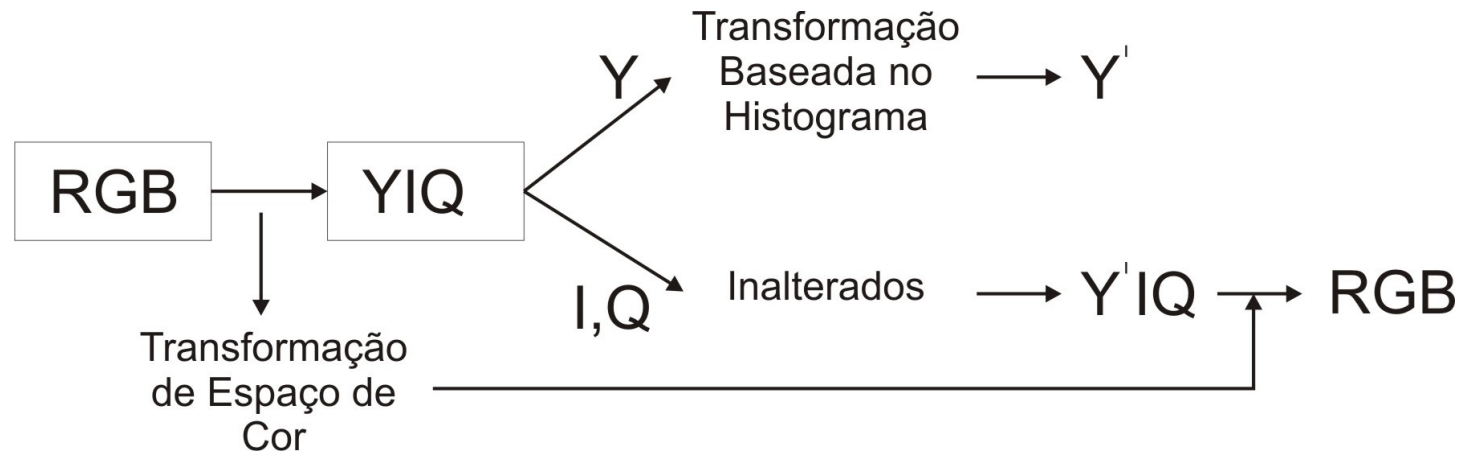 Transformação
Baseada no
Histograma
Y
Y'
RGB
YIQ
I,Q
Inalterados
Y'IQ
RGB
Transformação
de Espaço de
Cor